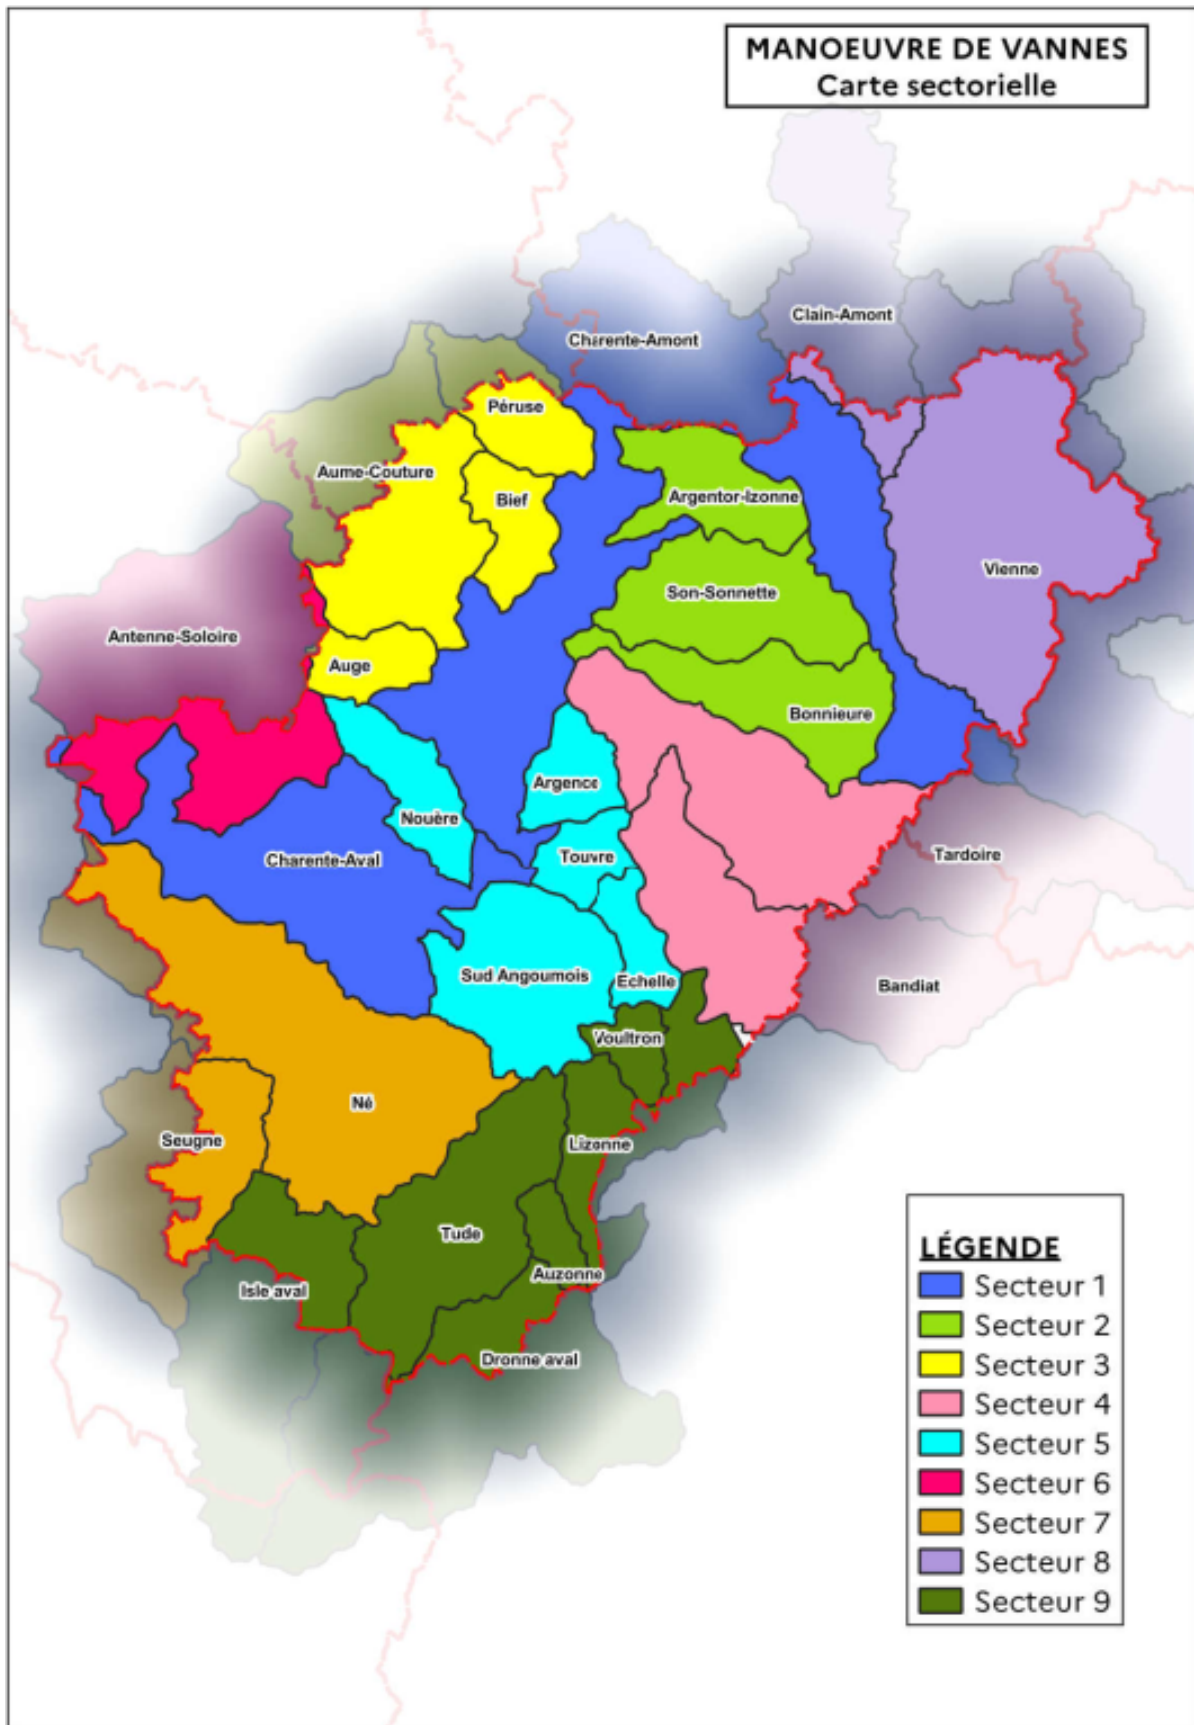 MANOEUVRE DE VANNES
Carte sectorielle
Clain-Amont
Charente-Amont
Péruse
Aume-Couture
Bief
Argentor-Izonne
Vienne
Son-Sonnette
Antenne-Soloire
Auge
Bonnieure
Argence
Nouère
Charente-Aval
Touvre
Tardoire
Sud Angoumois
Echelle
Bandiat
Voultron
Né
Seugne
Lizonne
Tude
Auzonne
Isle aval
Dronne aval
LÉGENDE
Secteur 1
Secteur 2
Secteur 3
Secteur 4
Secteur 5
Secteur 6
Secteur 7
Secteur 8
Secteur 9